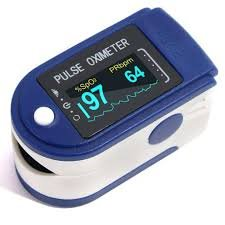 PULSE OXIMETER
%SpO2 PRbpm
97 64